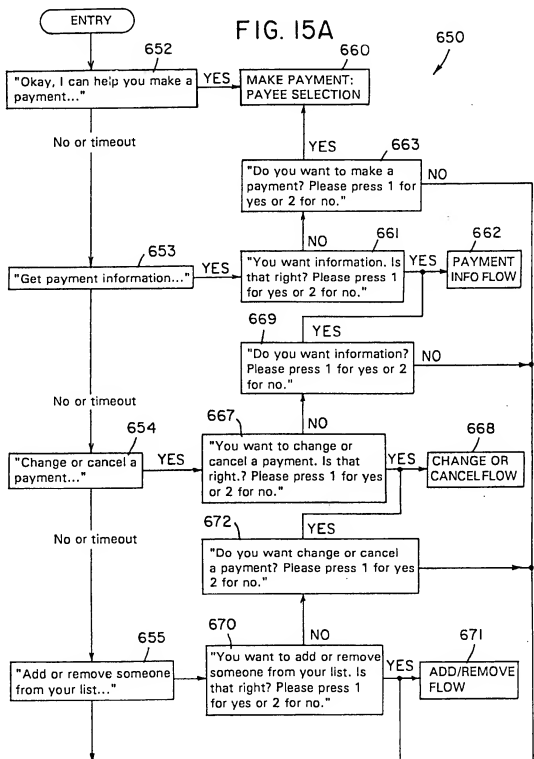 ENTRY
FIG. 15A
650
652
"Okay, I can help you make a
payment..."
YES
660
MAKE PAYMENT:
PAYEE SELECTION
No or timeout
YES
663
"Do you want to make a
payment? Please press 1 for
yes or 2 for no."
NO
NO
653
"Get payment information..."
YES
661
"You want information. Is
that right? Please press 1
for yes or 2 for no."
YES
662
PAYMENT
INFO FLOW
YES
669
"Do you want information?
Please press 1 for yes or 2
for no."
NO
No or timeout
NO
654
"Change or cancel a
payment..."
YES
667
"You want to change or
cancel a payment. Is that
right.? Please press 1 for yes
or 2 for no."
YES
668
CHANGE OR
CANCEL FLOW
No or timeout
YES
672
"Do you want change or cancel
a payment? Please press 1 for yes
2 for no."
NO
655
"Add or remove someone
from your list..."
670
"You want to add or remove
someone from your list. Is
that right? Please press 1
for yes or 2 for no."
YES
671
ADD/REMOVE
FLOW